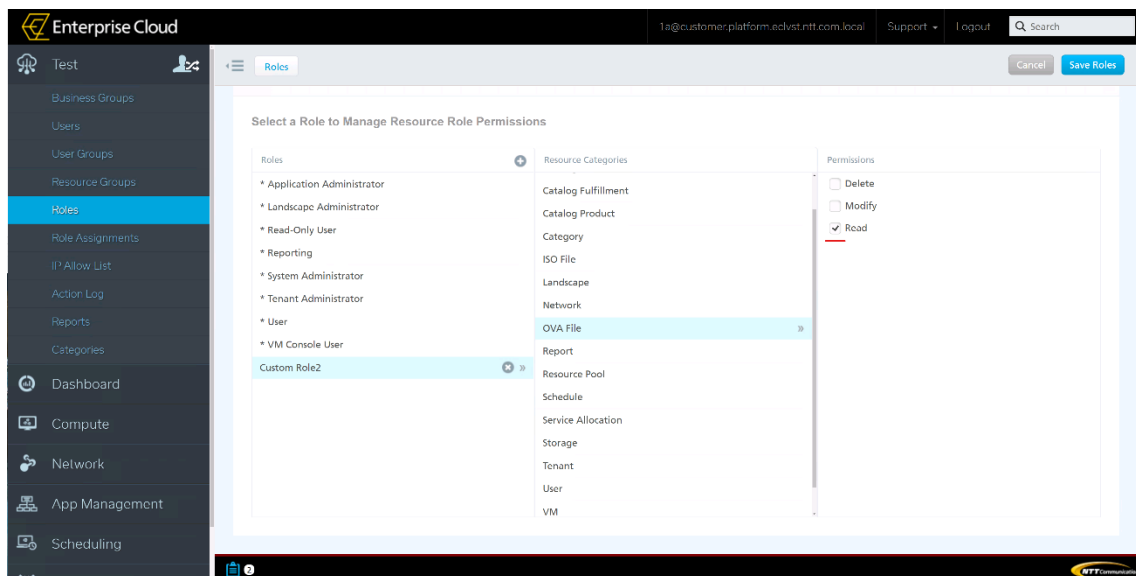 Enterprise Cloud
1a@customer.platform.eclvst.ntt.com.local
Support
Logout
Search
Test
Roles
Cancel
Save Roles
Business Groups
Users
User Groups
Resource Groups
Roles
Role Assignments
IP Allow List
Action Log
Reports
Categories
Dashboard
Compute
Network
App Management
Scheduling
Select a Role to Manage Resource Role Permissions
Roles
* Application Administrator
* Landscape Administrator
* Read-Only User
* Reporting
* System Administrator
* Tenant Administrator
* User
* VM Console User
Custom Role2
Resource Categories
Catalog Fulfillment
Catalog Product
Category
ISO File
Landscape
Network
OVA File
Report
Resource Pool
Schedule
Service Allocation
Storage
Tenant
User
VM
Permissions
Delete
Modify
Read
2
NTT Communications